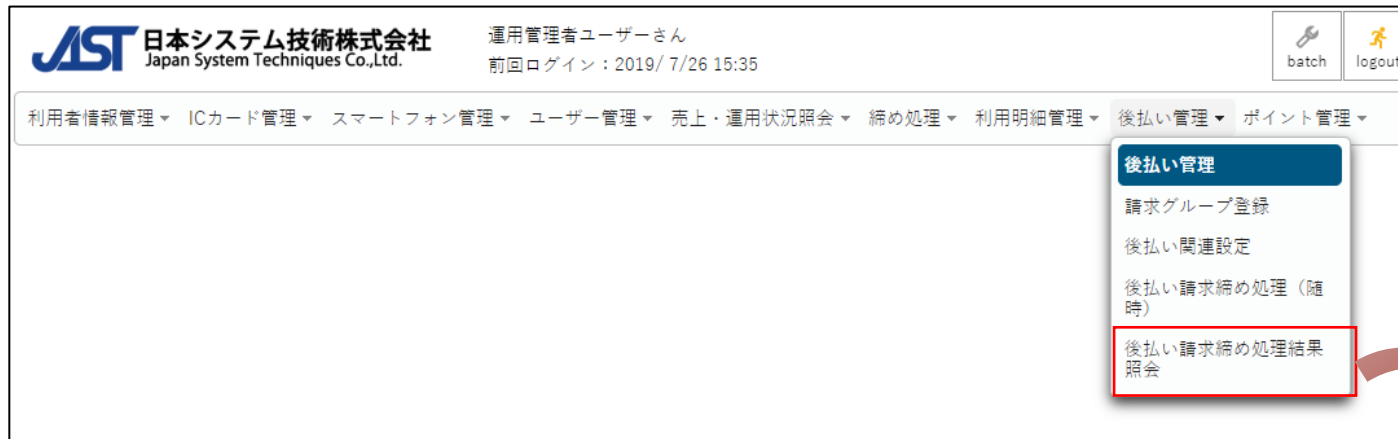 JAST 日本システム技術株式会社
Japan System Techniques Co.,Ltd.
運用管理者ユーザーさん
前回ログイン：2019/ 7/26 15:35
batch
logout
利用者情報管理 ICカード管理 スマートフォン管理 ユーザー管理 売上・運用状況照会 締め処理 利用明細管理 後払い管理 ポイント管理
後払い管理
請求グループ登録
後払い関連設定
後払い請求締め処理（随
時）
後払い請求締め処理結果
照会